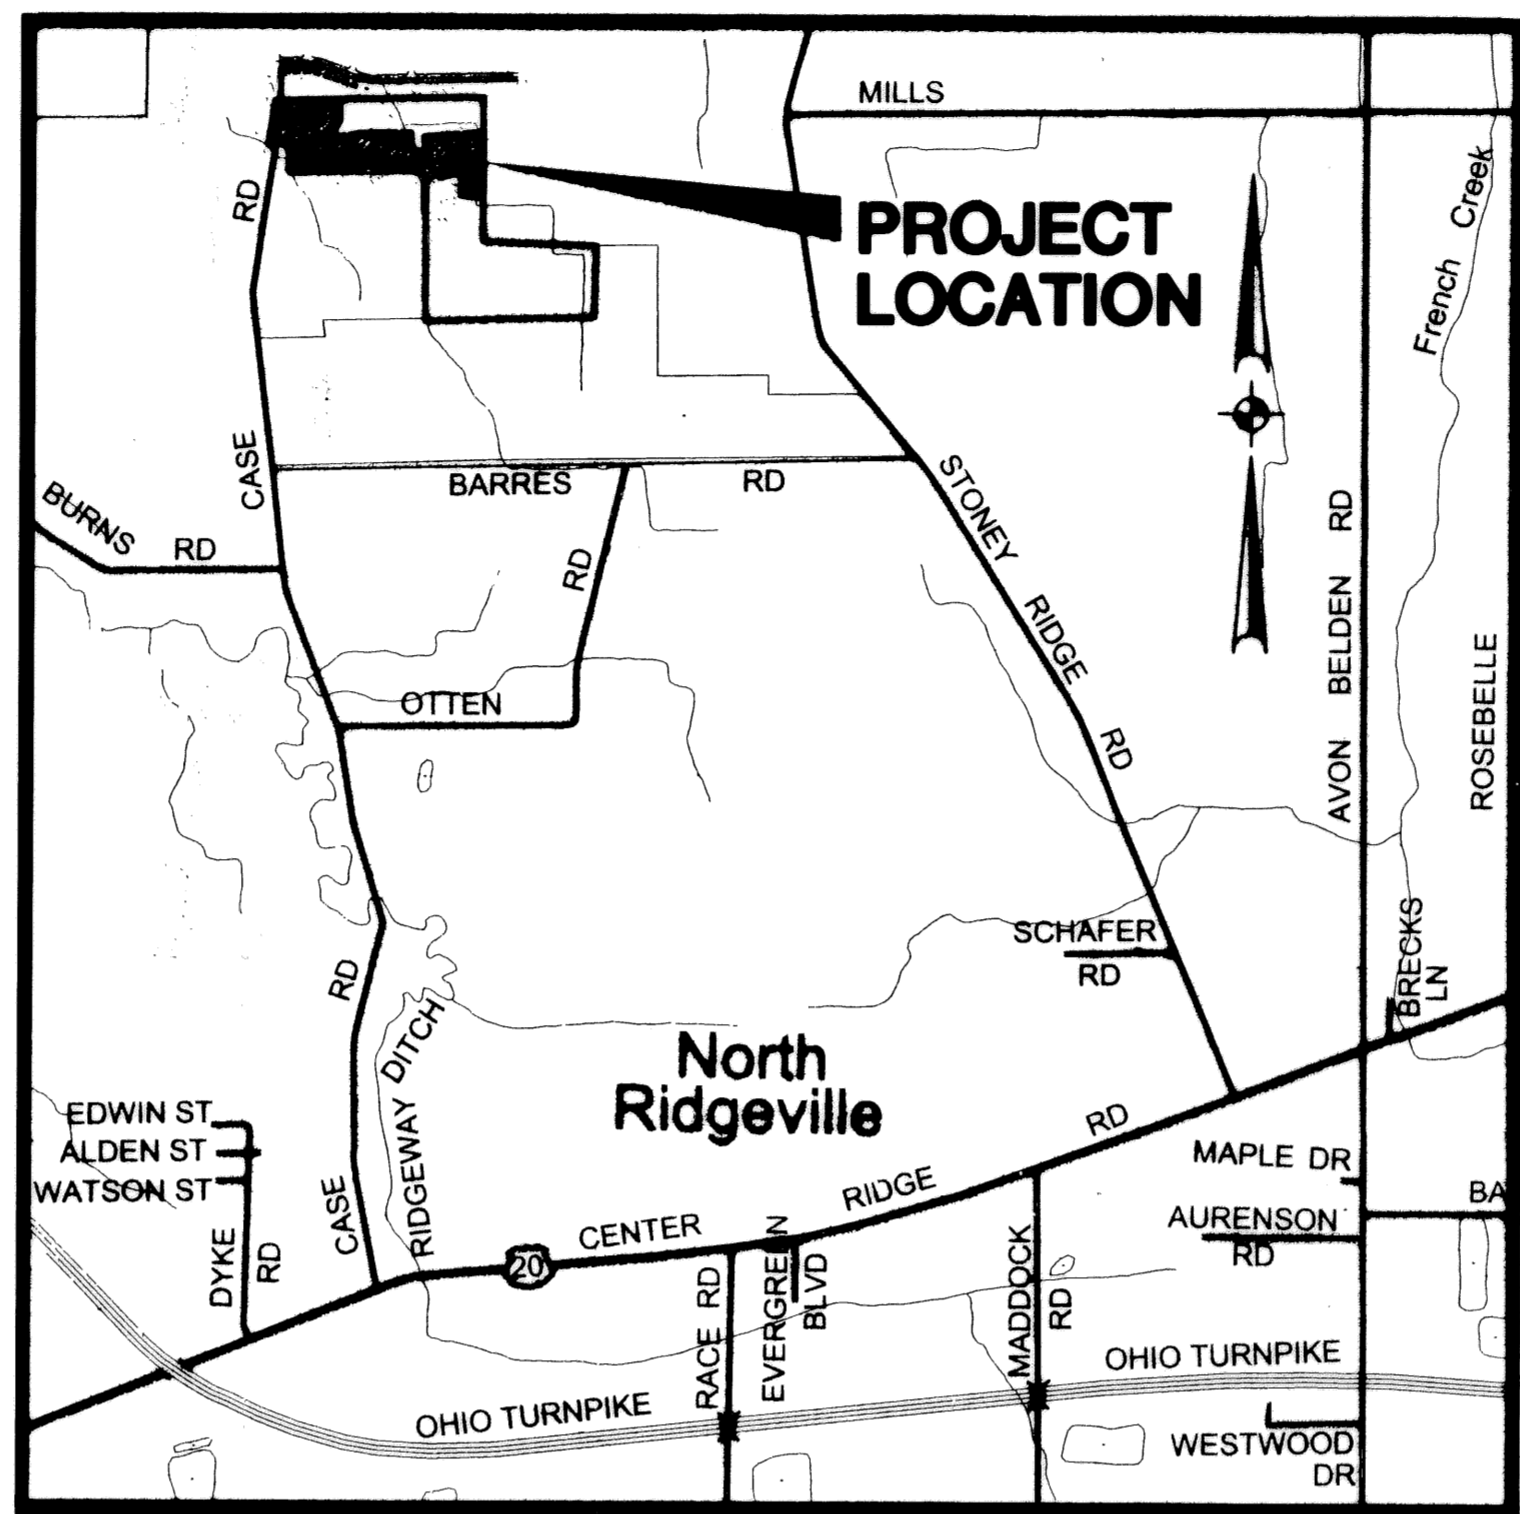 MILLS
RD
PROJECT
LOCATION
French Creek
CASE
BARRES RD
BURNS RD
STONEY RIDGE RD
RD
OTTEN
AVON BELDEN RD
ROSEBELLE
SCHAFER
RD
BRECKS
LN
RD
RIDGEWAY DITCH
North
Ridgeville
EDWIN ST
ALDEN ST
WATSON ST
DYKE
RD
CASE
CENTER RIDGE RD
20
MAPLE DR
BA
AURENSON
RD
RACE RD
EVERGREEN
BLVD
MADDOCK
RD
OHIO TURNPIKE
OHIO TURNPIKE
WESTWOOD
DR